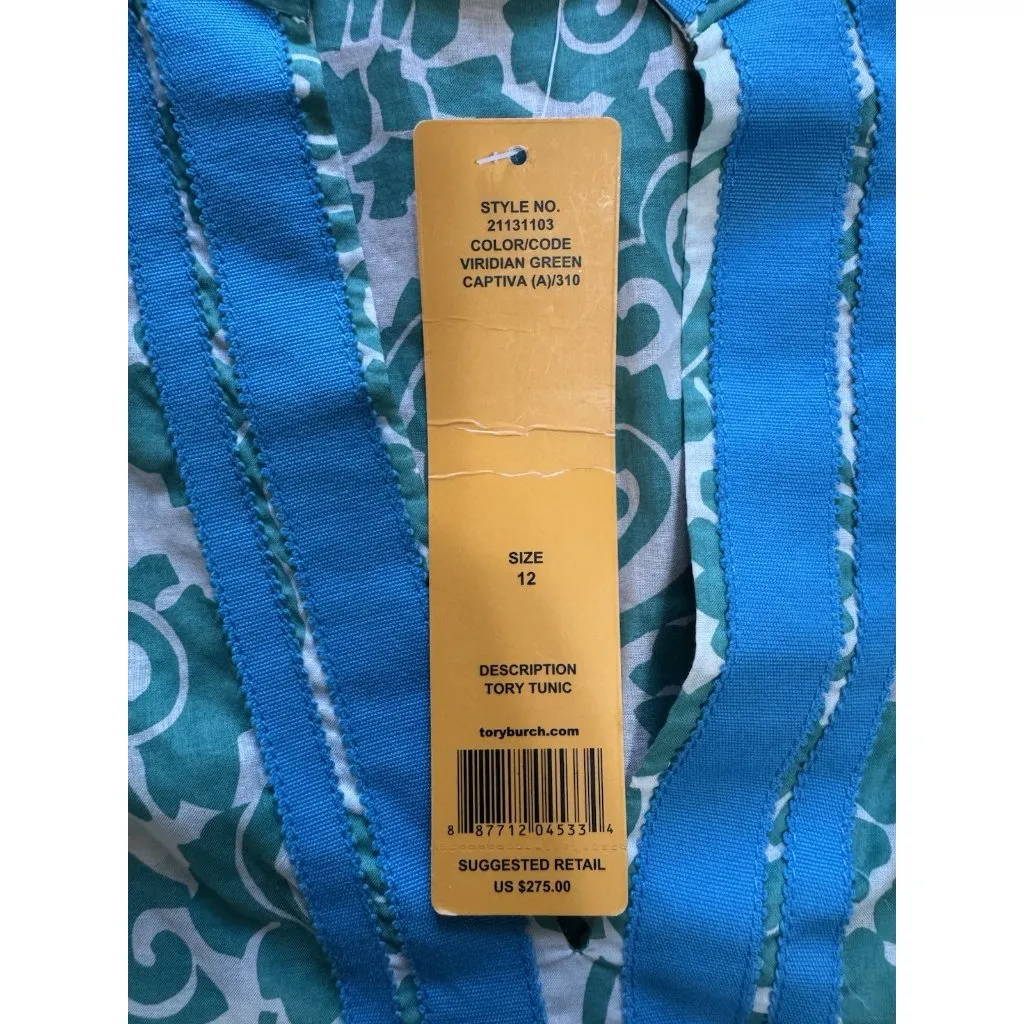 STYLE NO.
21131103
COLOR/CODE
VIRIDIAN GREEN
CAPTIVA (A)/310
SIZE
12
DESCRIPTION
TORY TUNIC
toryburch.com
8 87712 04533 4
SUGGESTED RETAIL
US $275.00